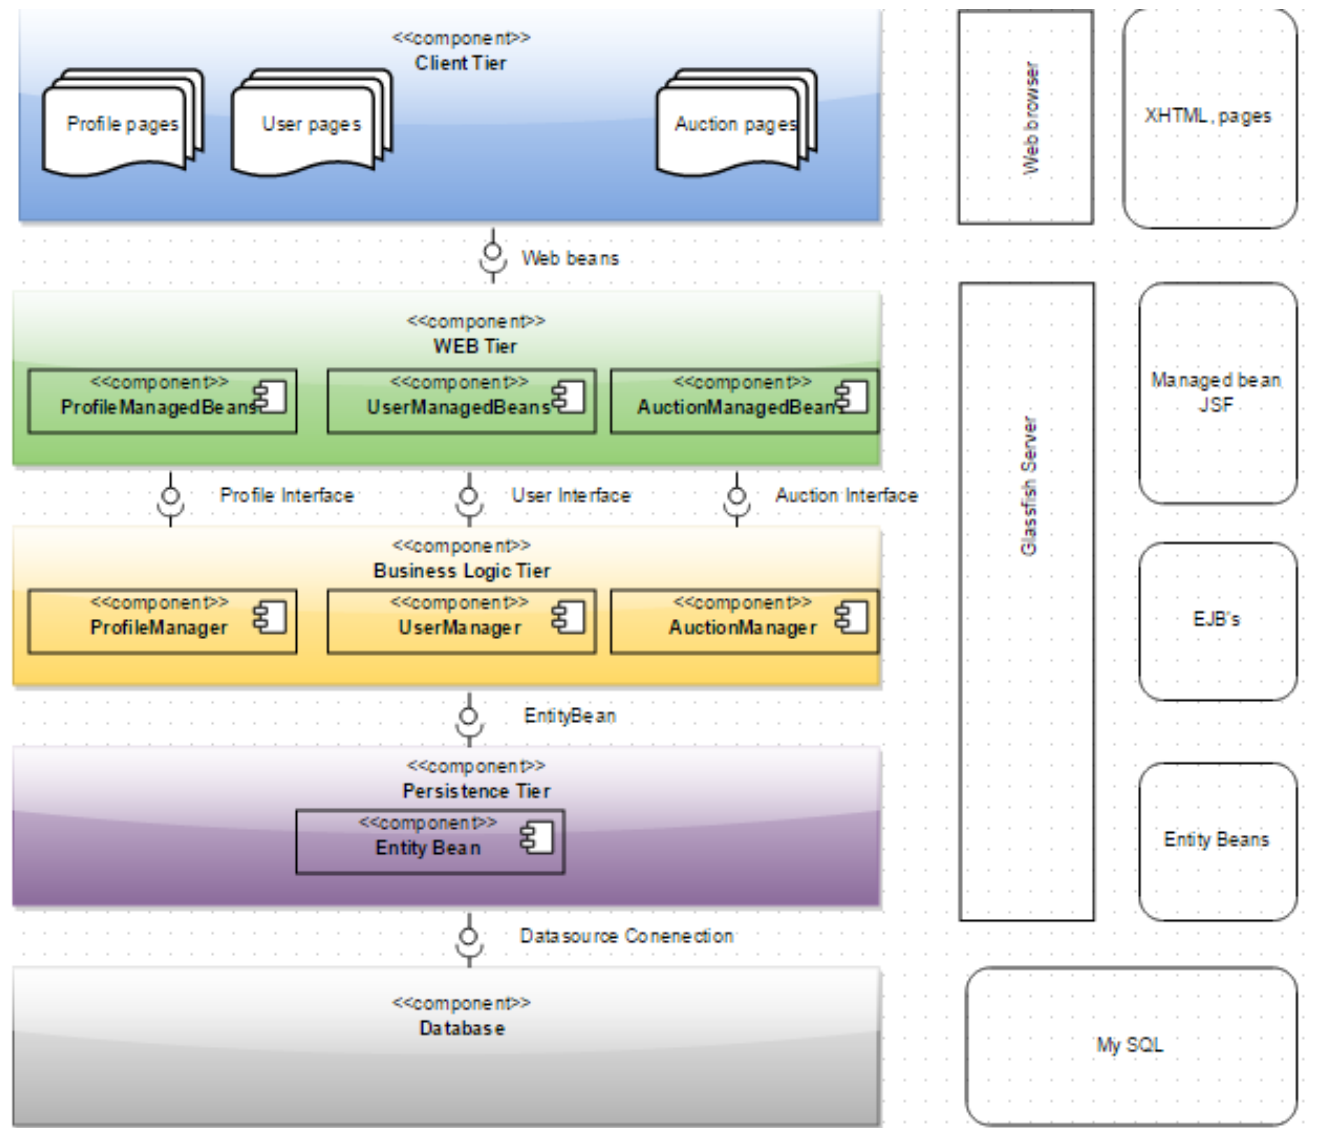 <<component>>
Client Tier
Profile pages
User pages
Auction pages
Web browser
XHTML, pages
Web beans
<<component>>
WEB Tier
<<component>>
ProfileManagedBeans
<<component>>
UserManagedBeans
<<component>>
AuctionManagedBeans
Managed bean
JSF
Profile Interface
User Interface
Auction Interface
Glassfish Server
<<component>>
Business Logic Tier
<<component>>
ProfileManager
<<component>>
UserManager
<<component>>
AuctionManager
EJB's
EntityBean
<<component>>
Persistence Tier
<<component>>
Entity Bean
Entity Beans
Datasource Conenection
<<component>>
Database
My SQL